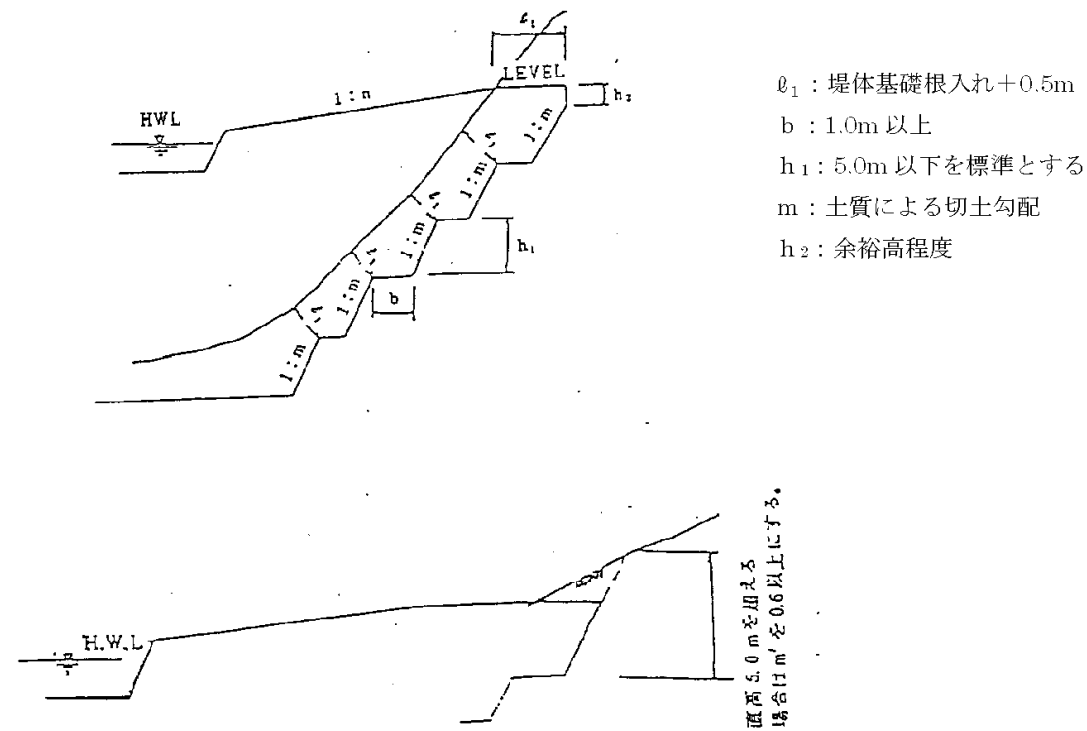 ℓ₁
LEVEL
h₂
1:n
HWL
1:m
1:m
1:m
h₁
1:m
b
1:m
ℓ₁：堤体基礎根入れ＋0.5m
b：1.0m 以上
h₁：5.0m 以下を標準とする
m：土質による切土勾配
h₂：余裕高程度
H.W.L
直高5.0mを超える
場合はm'を0.6以上にする。